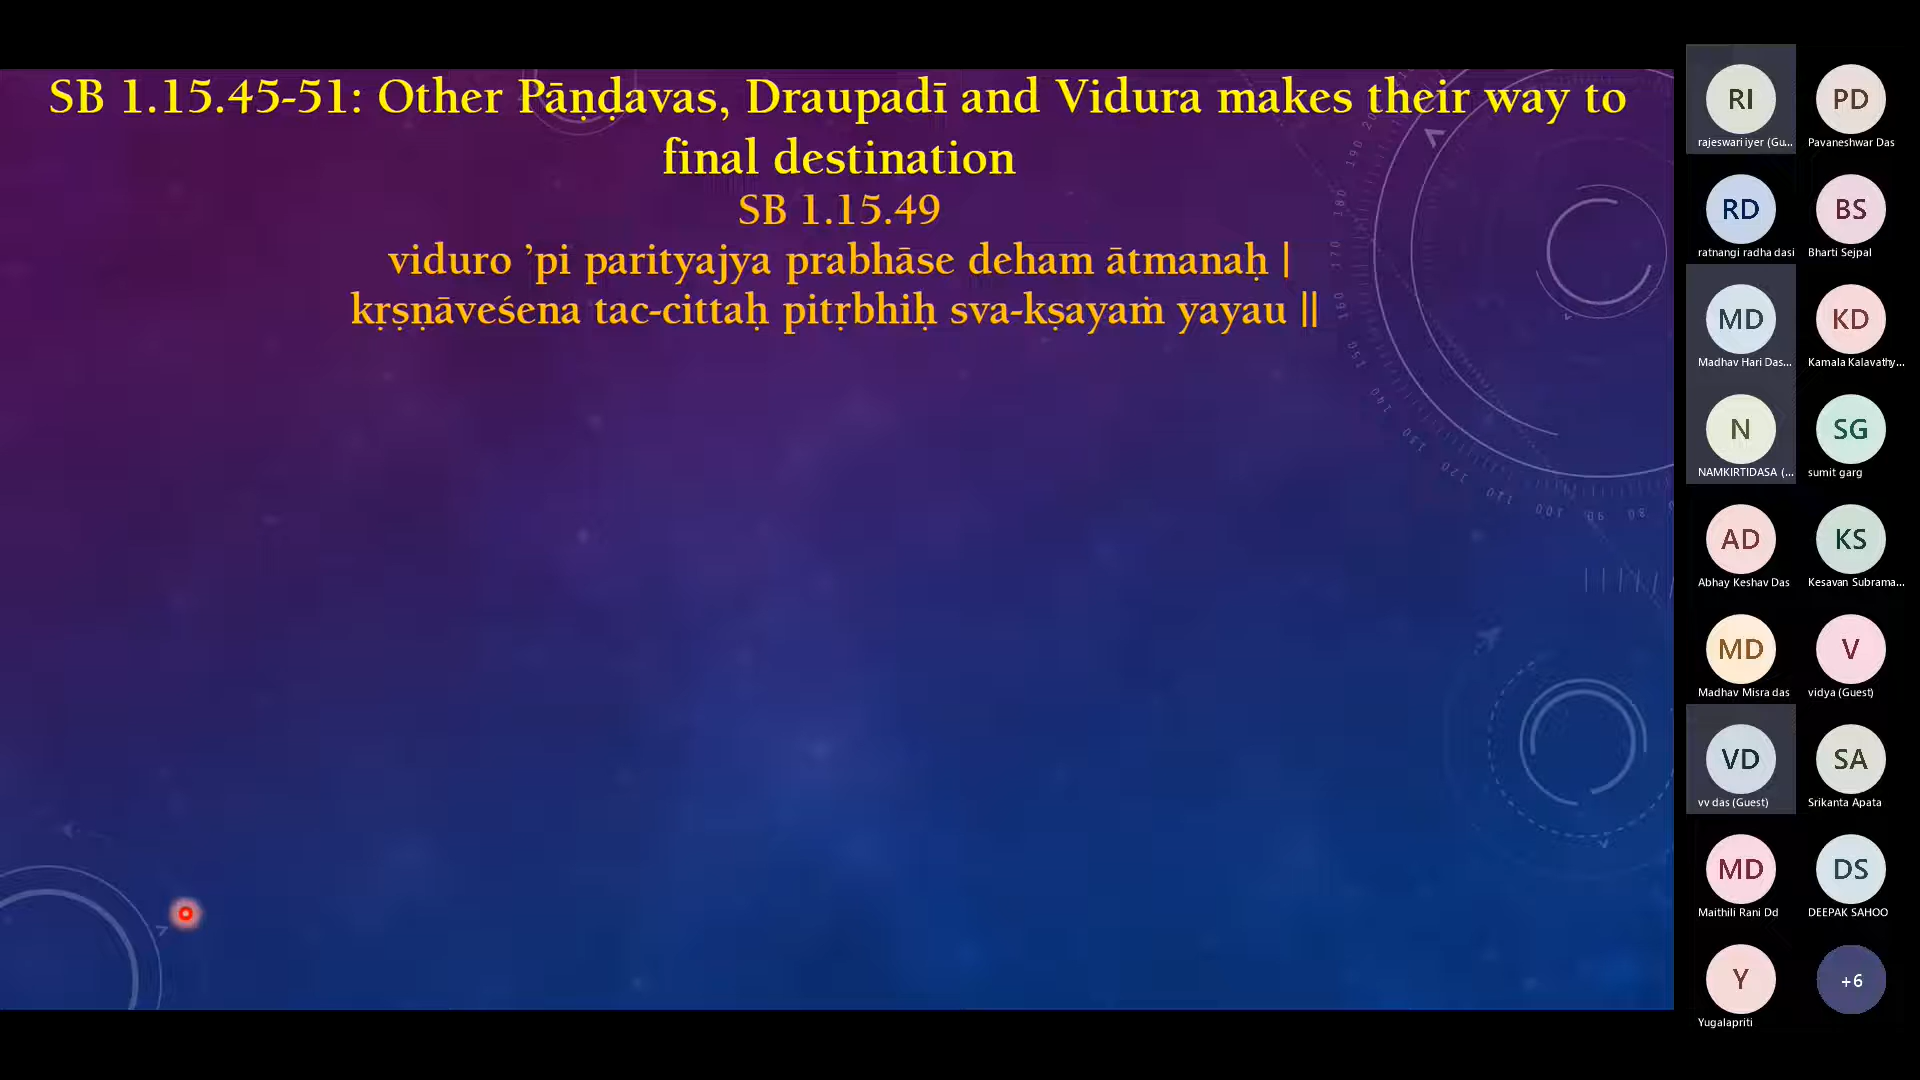 SB 1.15.45-51: Other Pāṇḍavas, Draupadī and Vidura makes their way to
final destination
SB 1.15.49
viduro ’pi parityajya prabhāse deham ātmanaḥ |
kṛṣṇāveśena tac-cittaḥ pitṛbhiḥ sva-kṣayaṁ yayau ||
RI
rajeswari iyer (Gu...
PD
Pavaneshwar Das
RD
ratnangi radha dasi
BS
Bharti Sejpal
MD
Madhav Hari Das...
KD
Kamala Kalavathy...
N
NAMKIRTIDASA (...
SG
sumit garg
AD
Abhay Keshav Das
KS
Kesavan Subrama...
MD
Madhav Misra das
V
vidya (Guest)
VD
vv das (Guest)
SA
Srikanta Apata
MD
Maithili Rani Dd
DS
DEEPAK SAHOO
Y
Yugalapriti
+6